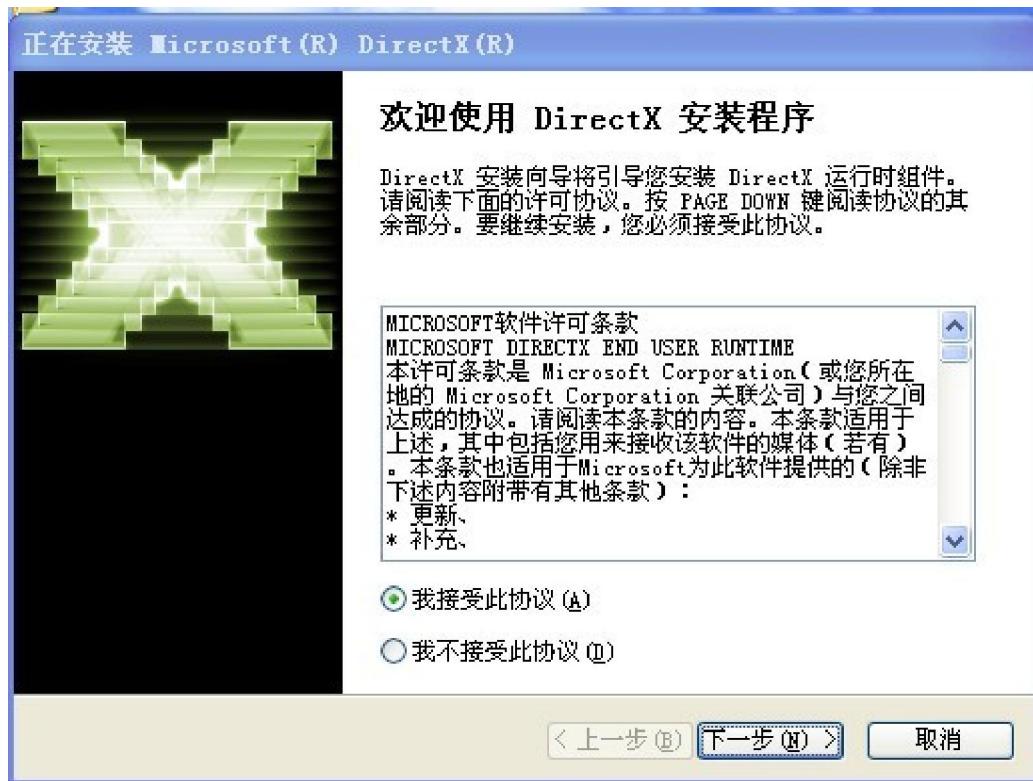 正在安装 Microsoft(R) DirectX(R)
欢迎使用 DirectX 安装程序
DirectX 安装向导将引导您安装 DirectX 运行时组件。
请阅读下面的许可协议。按 PAGE DOWN 键阅读协议的其
余部分。要继续安装，您必须接受此协议。
MICROSOFT软件许可条款
MICROSOFT DIRECTX END USER RUNTIME
本许可条款是 Microsoft Corporation（或您所在
地的 Microsoft Corporation 关联公司）与您之间
达成的协议。请阅读本条款的内容。本条款适用于
上述，其中包括您用来接收该软件的媒体（若有）
。本条款也适用于Microsoft为此软件提供的（除非
下述内容附带有其他条款）：
* 更新、
* 补充、
我接受此协议(A)
我不接受此协议(D)
< 上一步(B) 下一步(N) > 取消